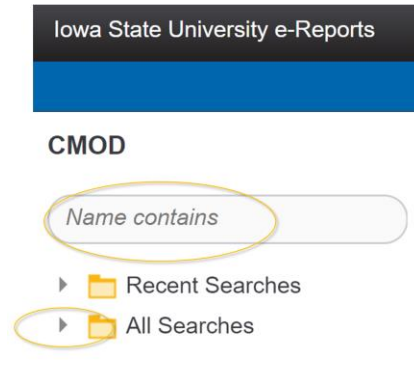 Iowa State University e-Reports
CMOD
Name contains
Recent Searches
All Searches